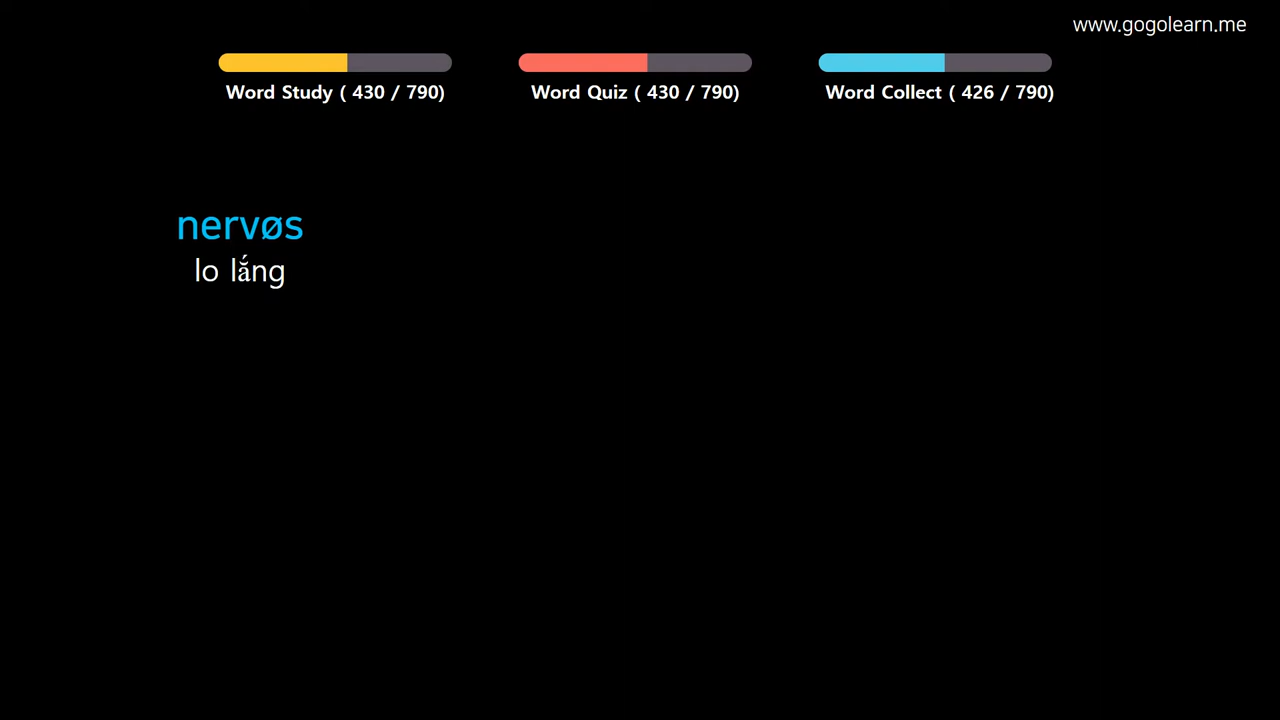 www.gogolearn.me
Word Study ( 430 / 790)
Word Quiz ( 430 / 790)
Word Collect ( 426 / 790)
nervøs
lo lắng